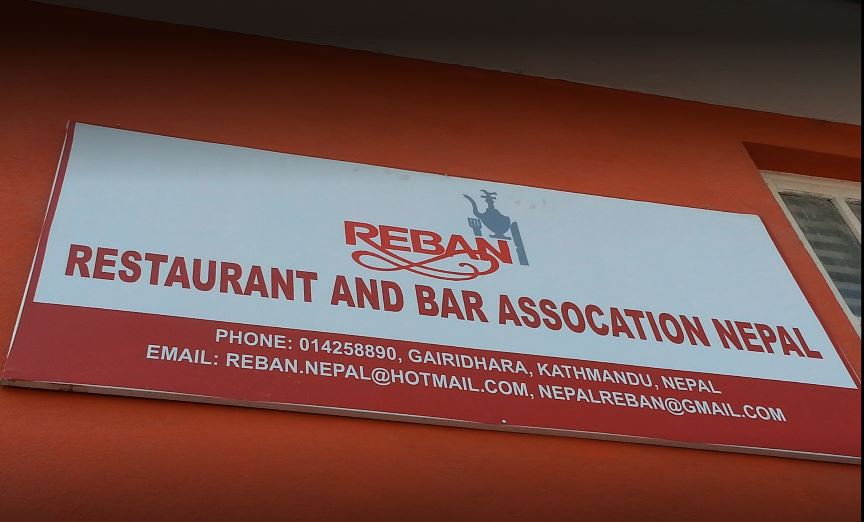 REBAN
RESTAURANT AND BAR ASSOCATION NEPAL
PHONE: 014258890, GAIRIDHARA, KATHMANDU, NEPAL
EMAIL: REBAN.NEPAL@HOTMAIL.COM, NEPALREBAN@GMAIL.COM